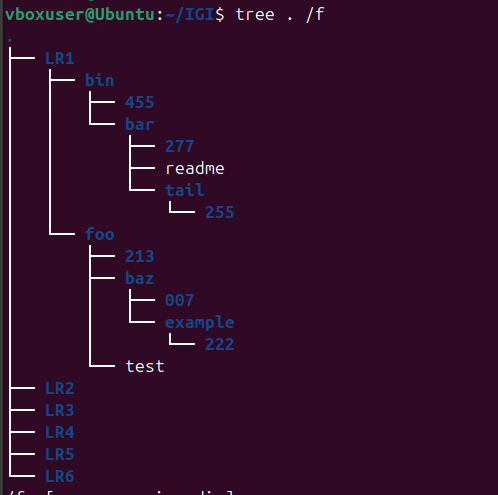 vboxuser@Ubuntu:~/IGI$ tree . /f
.
├── LR1
│   ├── bin
│   │   ├── 455
│   │   └── bar
│   │       ├── 277
│   │       ├── readme
│   │       └── tail
│   │           └── 255
│   └── foo
│       ├── 213
│       ├── baz
│       │   ├── 007
│       │   └── example
│       │       └── 222
│       └── test
├── LR2
├── LR3
├── LR4
├── LR5
└── LR6